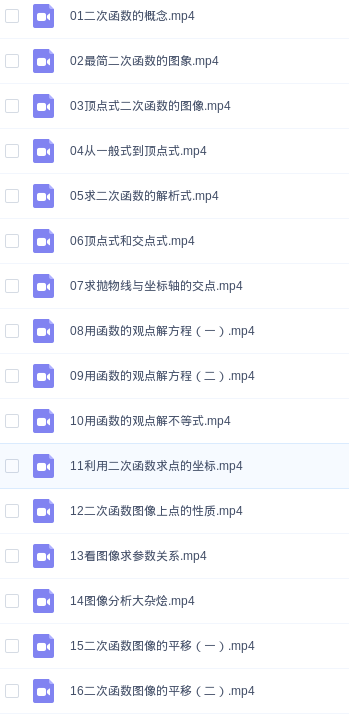 01二次函数的概念.mp4
02最简二次函数的图象.mp4
03顶点式二次函数的图像.mp4
04从一般式到顶点式.mp4
05求二次函数的解析式.mp4
06顶点式和交点式.mp4
07求抛物线与坐标轴的交点.mp4
08用函数的观点解方程（一）.mp4
09用函数的观点解方程（二）.mp4
10用函数的观点解不等式.mp4
11利用二次函数求点的坐标.mp4
12二次函数图像上点的性质.mp4
13看图像求参数关系.mp4
14图像分析大杂烩.mp4
15二次函数图像的平移（一）.mp4
16二次函数图像的平移（二）.mp4